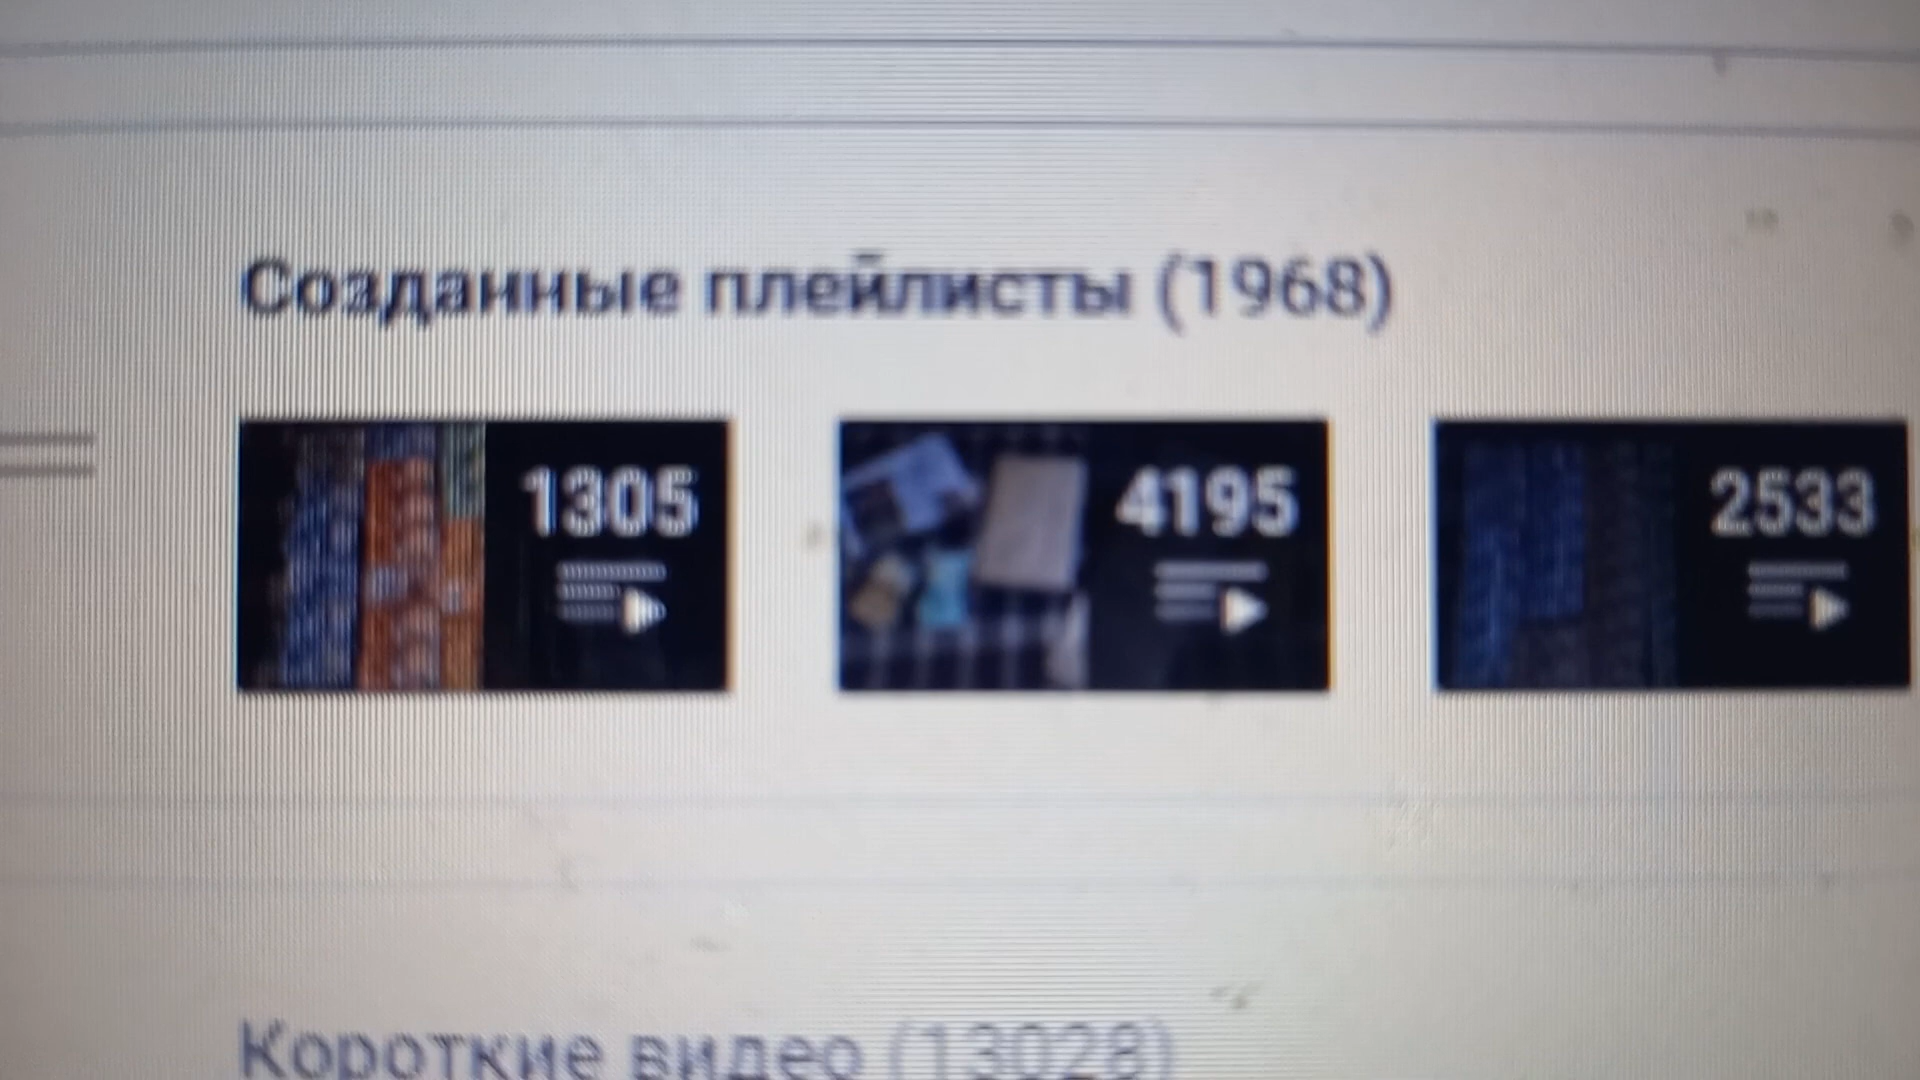 Созданные плейлисты (1968)
1305
4195
2533
Короткие видео (13028)